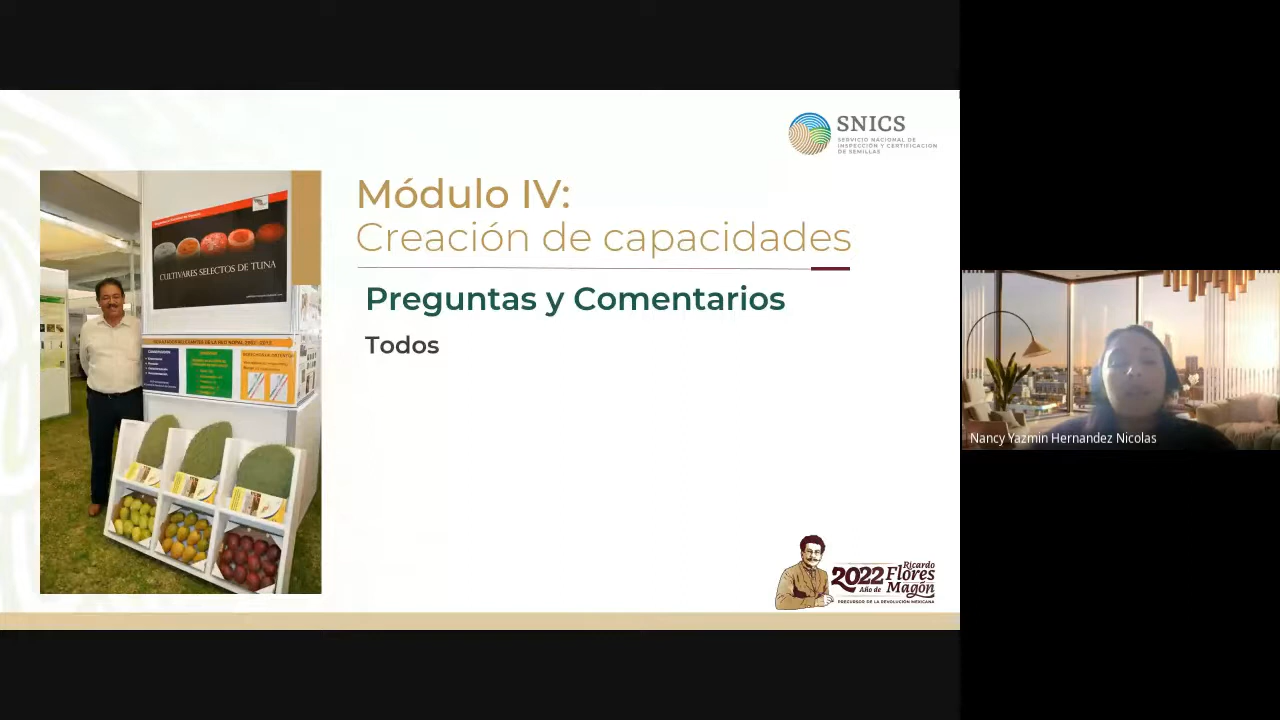 SNICS
SERVICIO NACIONAL DE
INSPECCIÓN Y CERTIFICACIÓN
DE SEMILLAS
Módulo IV:
Creación de capacidades
Preguntas y Comentarios
Todos
CULTIVARES SELECTOS DE TUNA
2022
Año de
Ricardo
Flores
Magón
PRECURSOR DE LA REVOLUCIÓN MEXICANA
Nancy Yazmin Hernandez Nicolas